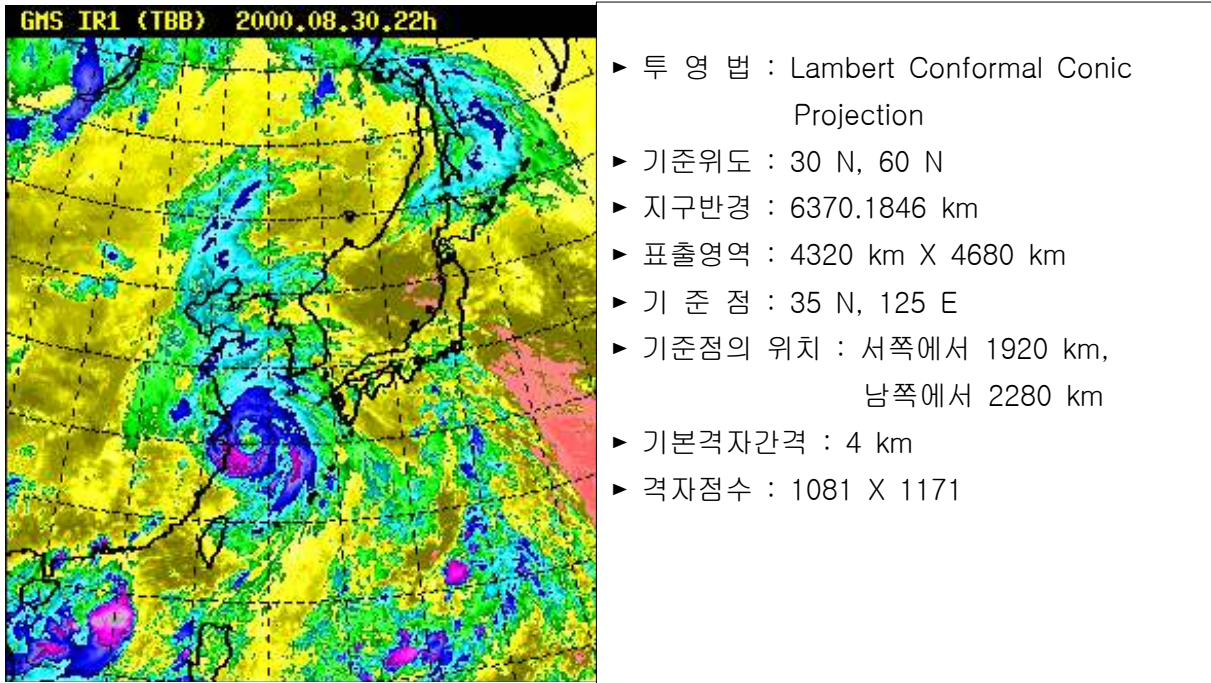 GMS IR1 (TBB) 2000.08.30.22h
► 투 영 법 : Lambert Conformal Conic
Projection
► 기준위도 : 30 N, 60 N
► 지구반경 : 6370.1846 km
► 표출영역 : 4320 km X 4680 km
► 기 준 점 : 35 N, 125 E
► 기준점의 위치 : 서쪽에서 1920 km,
남쪽에서 2280 km
► 기본격자간격 : 4 km
► 격자점수 : 1081 X 1171